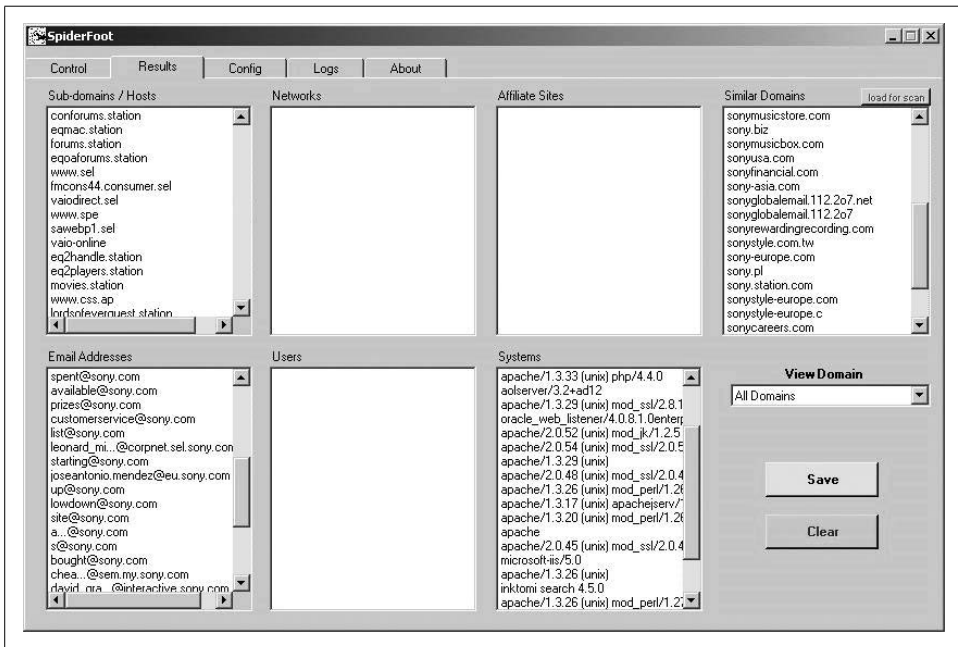 SpiderFoot
Control
Results
Config
Logs
About
Sub-domains / Hosts
conforums.station
eqmac.station
forums.station
eqoaforums.station
www.sel
fmcons44.consumer.sel
vaiodirect.sel
www.spe
sawebp1.sel
vaio-online
eq2handle.station
eq2players.station
movies.station
www.css.ap
lordsofeverquest.station
Networks
Affiliate Sites
Similar Domains
load for scan
sonymusicstore.com
sony.biz
sonymusicbox.com
sonyusa.com
sonyfinancial.com
sony-asia.com
sonyglobalemail.112.2o7.net
sonyglobalemail.112.2o7
sonyrewardingrecording.com
sonystyle.com.tw
sony-europe.com
sony.pl
sony.station.com
sonystyle-europe.com
sonystyle-europe.c
sonycareers.com
Email Addresses
spent@sony.com
available@sony.com
prizes@sony.com
customerservice@sony.com
list@sony.com
leonard_mi...@corpnet.sel.sony.com
starting@sony.com
joseantonio.mendez@eu.sony.com
up@sony.com
lowdown@sony.com
site@sony.com
a...@sony.com
s@sony.com
bought@sony.com
chea...@sem.my.sony.com
david_gra...@interactive.sony.com
Users
Systems
apache/1.3.33 (unix) php/4.4.0
aolserver/3.2+ad12
apache/1.3.29 (unix) mod_ssl/2.8.1
oracle_web_listener/4.0.8.1.0enterp
apache/2.0.52 (unix) mod_jk/1.2.5
apache/2.0.54 (unix) mod_ssl/2.0.5
apache/1.3.29 (unix)
apache/2.0.48 (unix) mod_ssl/2.0.4
apache/1.3.26 (unix) mod_perl/1.26
apache/1.3.17 (unix) apachejserv/1
apache/1.3.20 (unix) mod_perl/1.26
apache
apache/2.0.45 (unix) mod_ssl/2.0.4
microsoft-iis/5.0
apache/1.3.26 (unix)
inktomi search 4.5.0
apache/1.3.26 (unix) mod_perl/1.27
View Domain
All Domains
Save
Clear